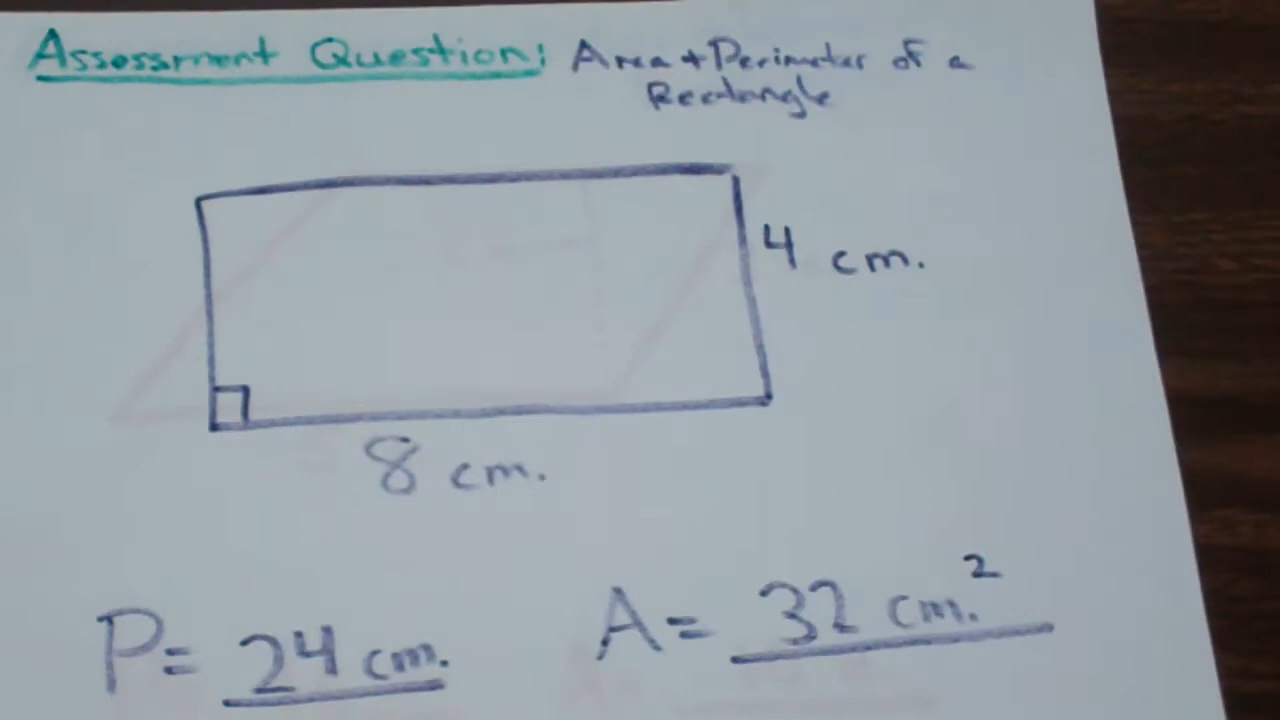 Assessment Question: Area + Perimeter of a
Rectangle
4 cm.
8 cm.
P= 24 cm.
A= 32 cm.²